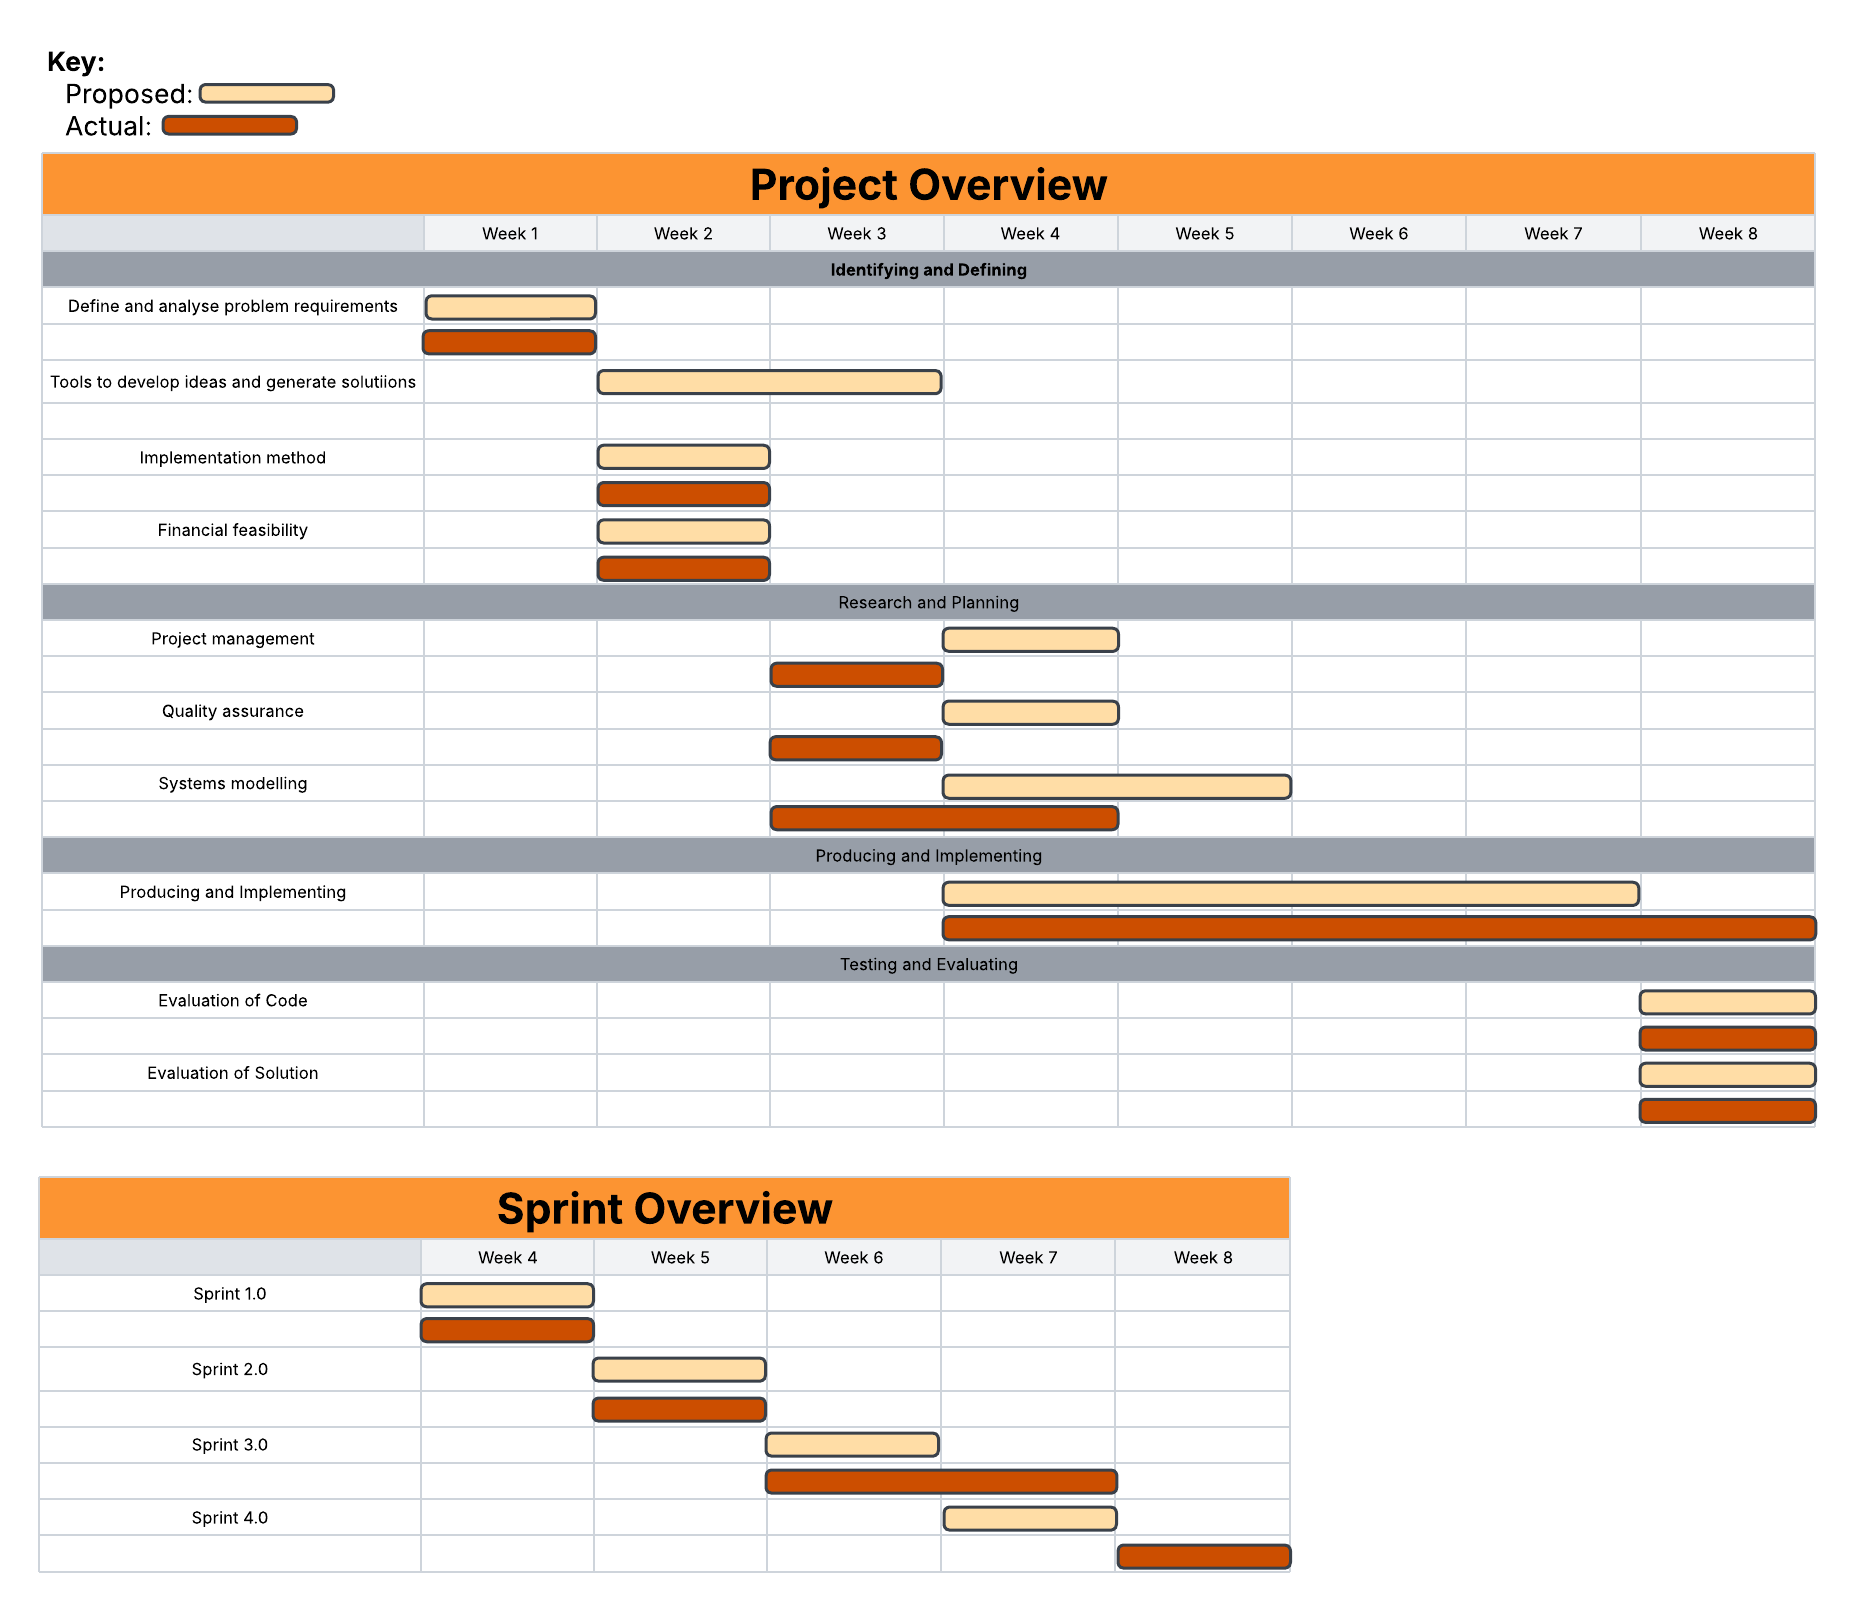 Key:
Proposed:
Actual:
Project Overview
Week 1 Week 2 Week 3 Week 4 Week 5 Week 6 Week 7 Week 8
Identifying and Defining
Define and analyse problem requirements
Tools to develop ideas and generate solutiions
Implementation method
Financial feasibility
Research and Planning
Project management
Quality assurance
Systems modelling
Producing and Implementing
Producing and Implementing
Testing and Evaluating
Evaluation of Code
Evaluation of Solution
Sprint Overview
Week 4 Week 5 Week 6 Week 7 Week 8
Sprint 1.0
Sprint 2.0
Sprint 3.0
Sprint 4.0